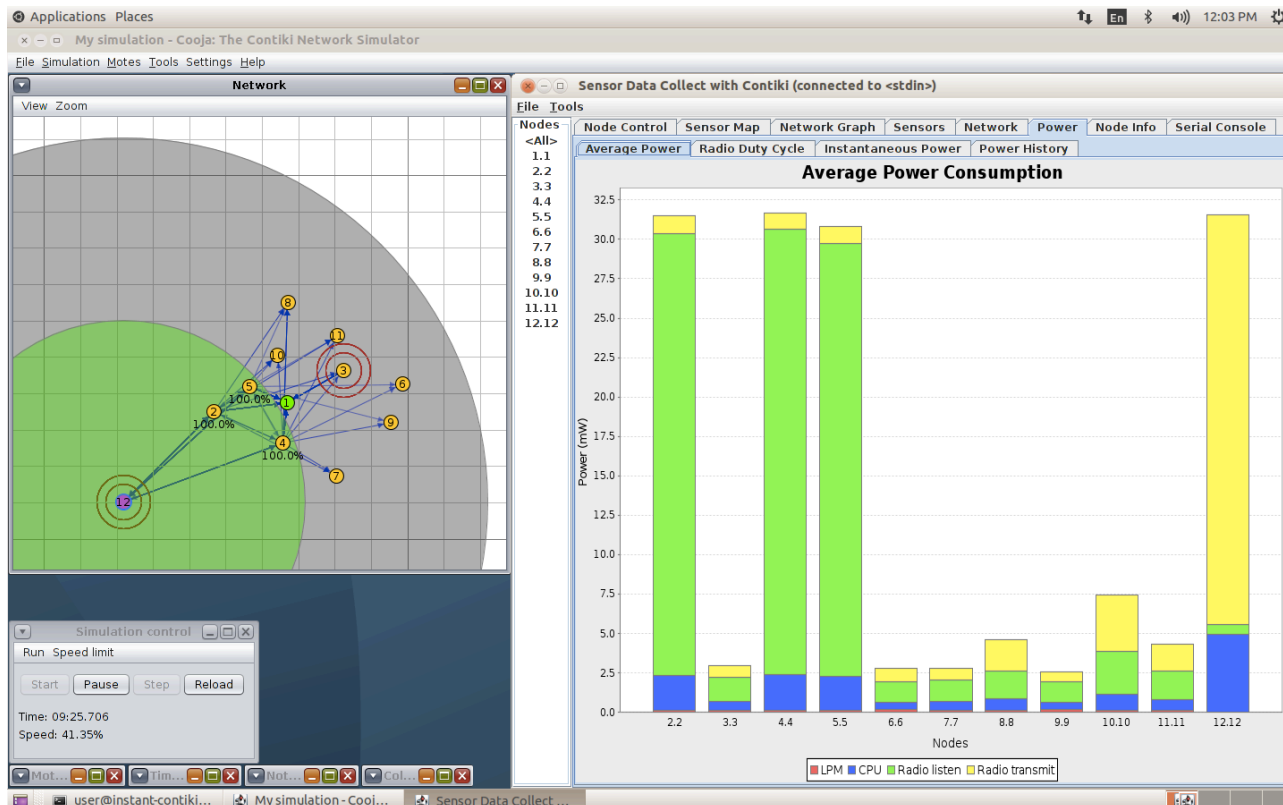 Applications Places
En 12:03 PM
My simulation - Cooja: The Contiki Network Simulator
File Simulation Motes Tools Settings Help
Network
View Zoom
8
11
10
3
5
6
100.0%
1
2
100.0%
9
4
100.0%
7
12
Simulation control
Run Speed limit
Start Pause Step Reload
Time: 09:25.706
Speed: 41.35%
Mot... Tim... Not... Col...
Sensor Data Collect with Contiki (connected to <stdin>)
File Tools
Nodes
<All>
1.1
2.2
3.3
4.4
5.5
6.6
7.7
8.8
9.9
10.10
11.11
12.12
Node Control Sensor Map Network Graph Sensors Network Power Node Info Serial Console
Average Power Radio Duty Cycle Instantaneous Power Power History
Average Power Consumption
32.5
30.0
27.5
25.0
22.5
20.0
17.5
15.0
12.5
10.0
7.5
5.0
2.5
0.0
Power (mW)
2.2 3.3 4.4 5.5 6.6 7.7 8.8 9.9 10.10 11.11 12.12
Nodes
LPM CPU Radio listen Radio transmit
user@instant-contiki... My simulation - Cooj... Sensor Data Collect ...